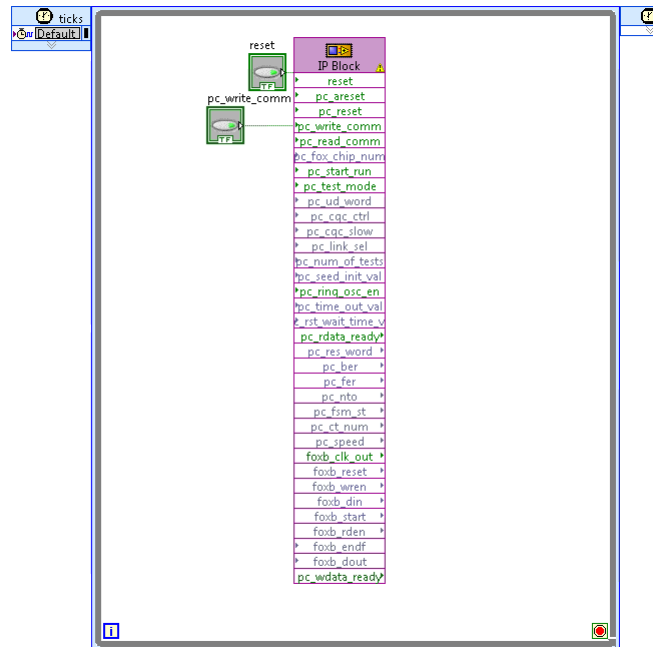 ticks
Default
reset
TF
pc_write_comm
TF
IP Block
reset
pc_areset
pc_reset
pc_write_comm
pc_read_comm
pc_fox_chip_num
pc_start_run
pc_test_mode
pc_ud_word
pc_cqc_ctrl
pc_cqc_slow
pc_link_sel
pc_num_of_tests
pc_seed_init_val
pc_ring_osc_en
pc_time_out_val
_rst_wait_time_v
pc_rdata_ready
pc_res_word
pc_ber
pc_fer
pc_nto
pc_fsm_st
pc_ct_num
pc_speed
foxb_clk_out
foxb_reset
foxb_wren
foxb_din
foxb_start
foxb_rden
foxb_endf
foxb_dout
pc_wdata_ready
i